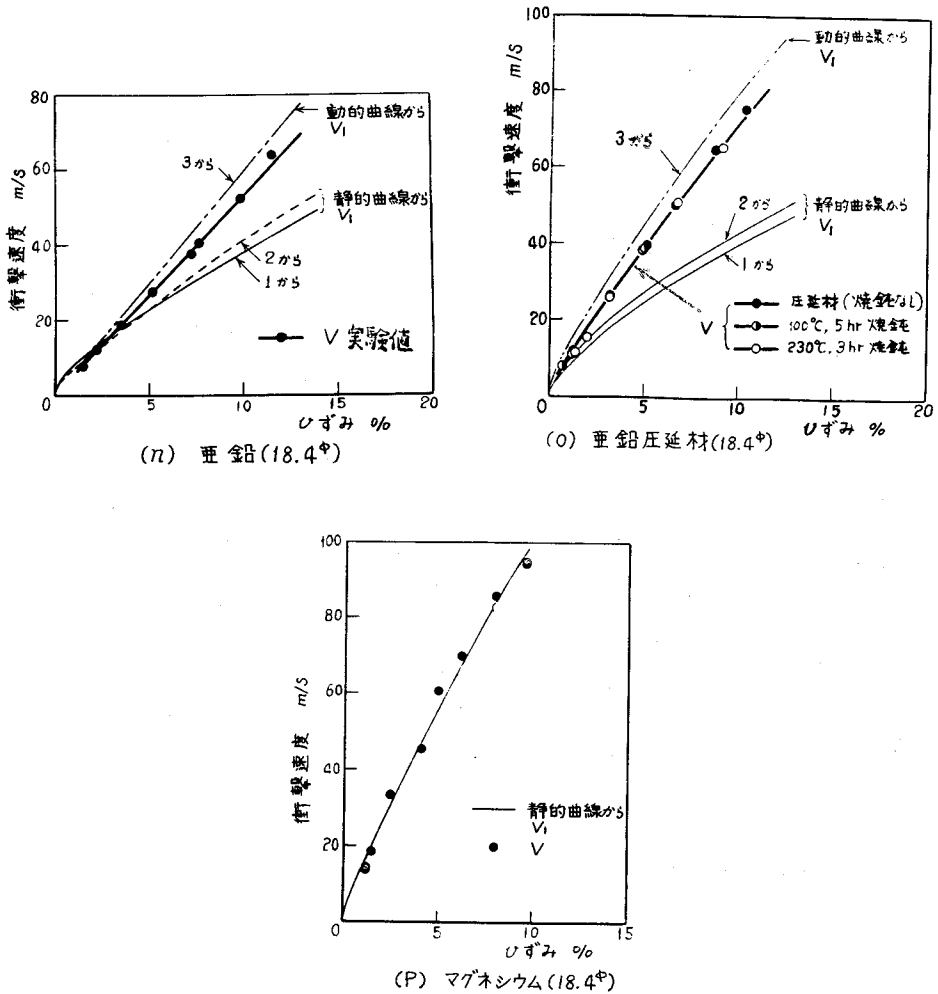 衝撃速度 m/s
80
60
40
20
0
5
10
15
20
ひずみ %
動的曲線から
V₁
3から
静的曲線から
V₁
2から
1から
V 実験値
(n) 亜鉛(18.4φ)
衝撃速度 m/s
100
80
60
40
20
0
5
10
15
20
ひずみ %
動的曲線から
V₁
3から
2から
静的曲線から
V₁
1から
V
圧延材(焼鈍なし)
100℃, 5hr 焼鈍
230℃, 3hr 焼鈍
(o) 亜鉛圧延材(18.4φ)
衝撃速度 m/s
100
80
60
40
20
0
5
10
15
ひずみ %
静的曲線から
V₁
V
(P) マグネシウム(18.4φ)